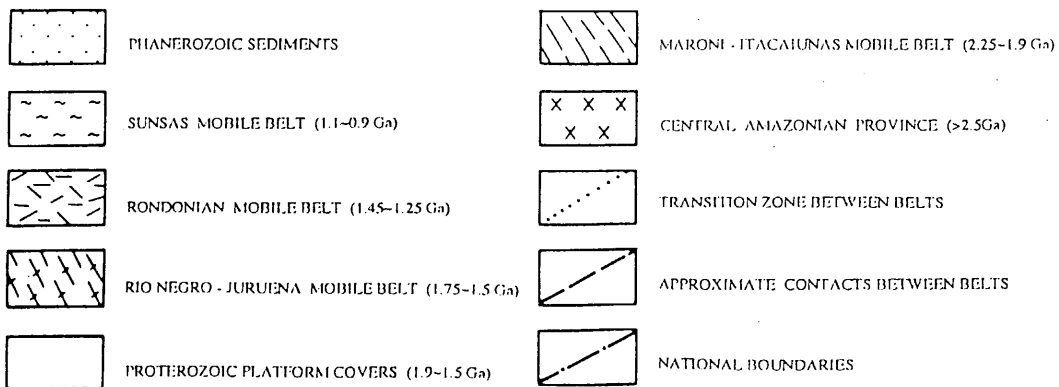 PHANEROZOIC SEDIMENTS
SUNSAS MOBILE BELT (1.1-0.9 Ga)
RONDONIAN MOBILE BELT (1.45-1.25 Ga)
RIO NEGRO - JURUENA MOBILE BELT (1.75-1.5 Ga)
PROTEROZOIC PLATFORM COVERS (1.9-1.5 Ga)
MARONI - ITACAIUNAS MOBILE BELT (2.25-1.9 Ga)
CENTRAL AMAZONIAN PROVINCE (>2.5Ga)
TRANSITION ZONE BETWEEN BELTS
APPROXIMATE CONTACTS BETWEEN BELTS
NATIONAL BOUNDARIES